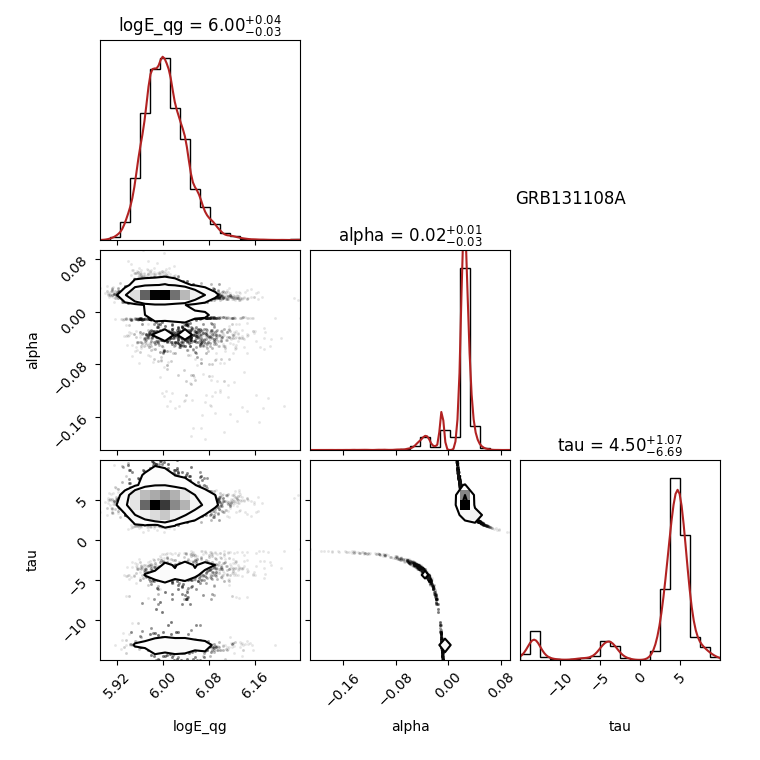 logE_qg = 6.00+0.04−0.03
GRB131108A
alpha = 0.02+0.01−0.03
0.08
0.00
−0.08
−0.16
alpha
tau = 4.50+1.07−6.69
5
0
−5
−10
tau
5.92 6.00 6.08 6.16
−0.16 −0.08 0.00 0.08
−10 −5 0 5
logE_qg alpha tau